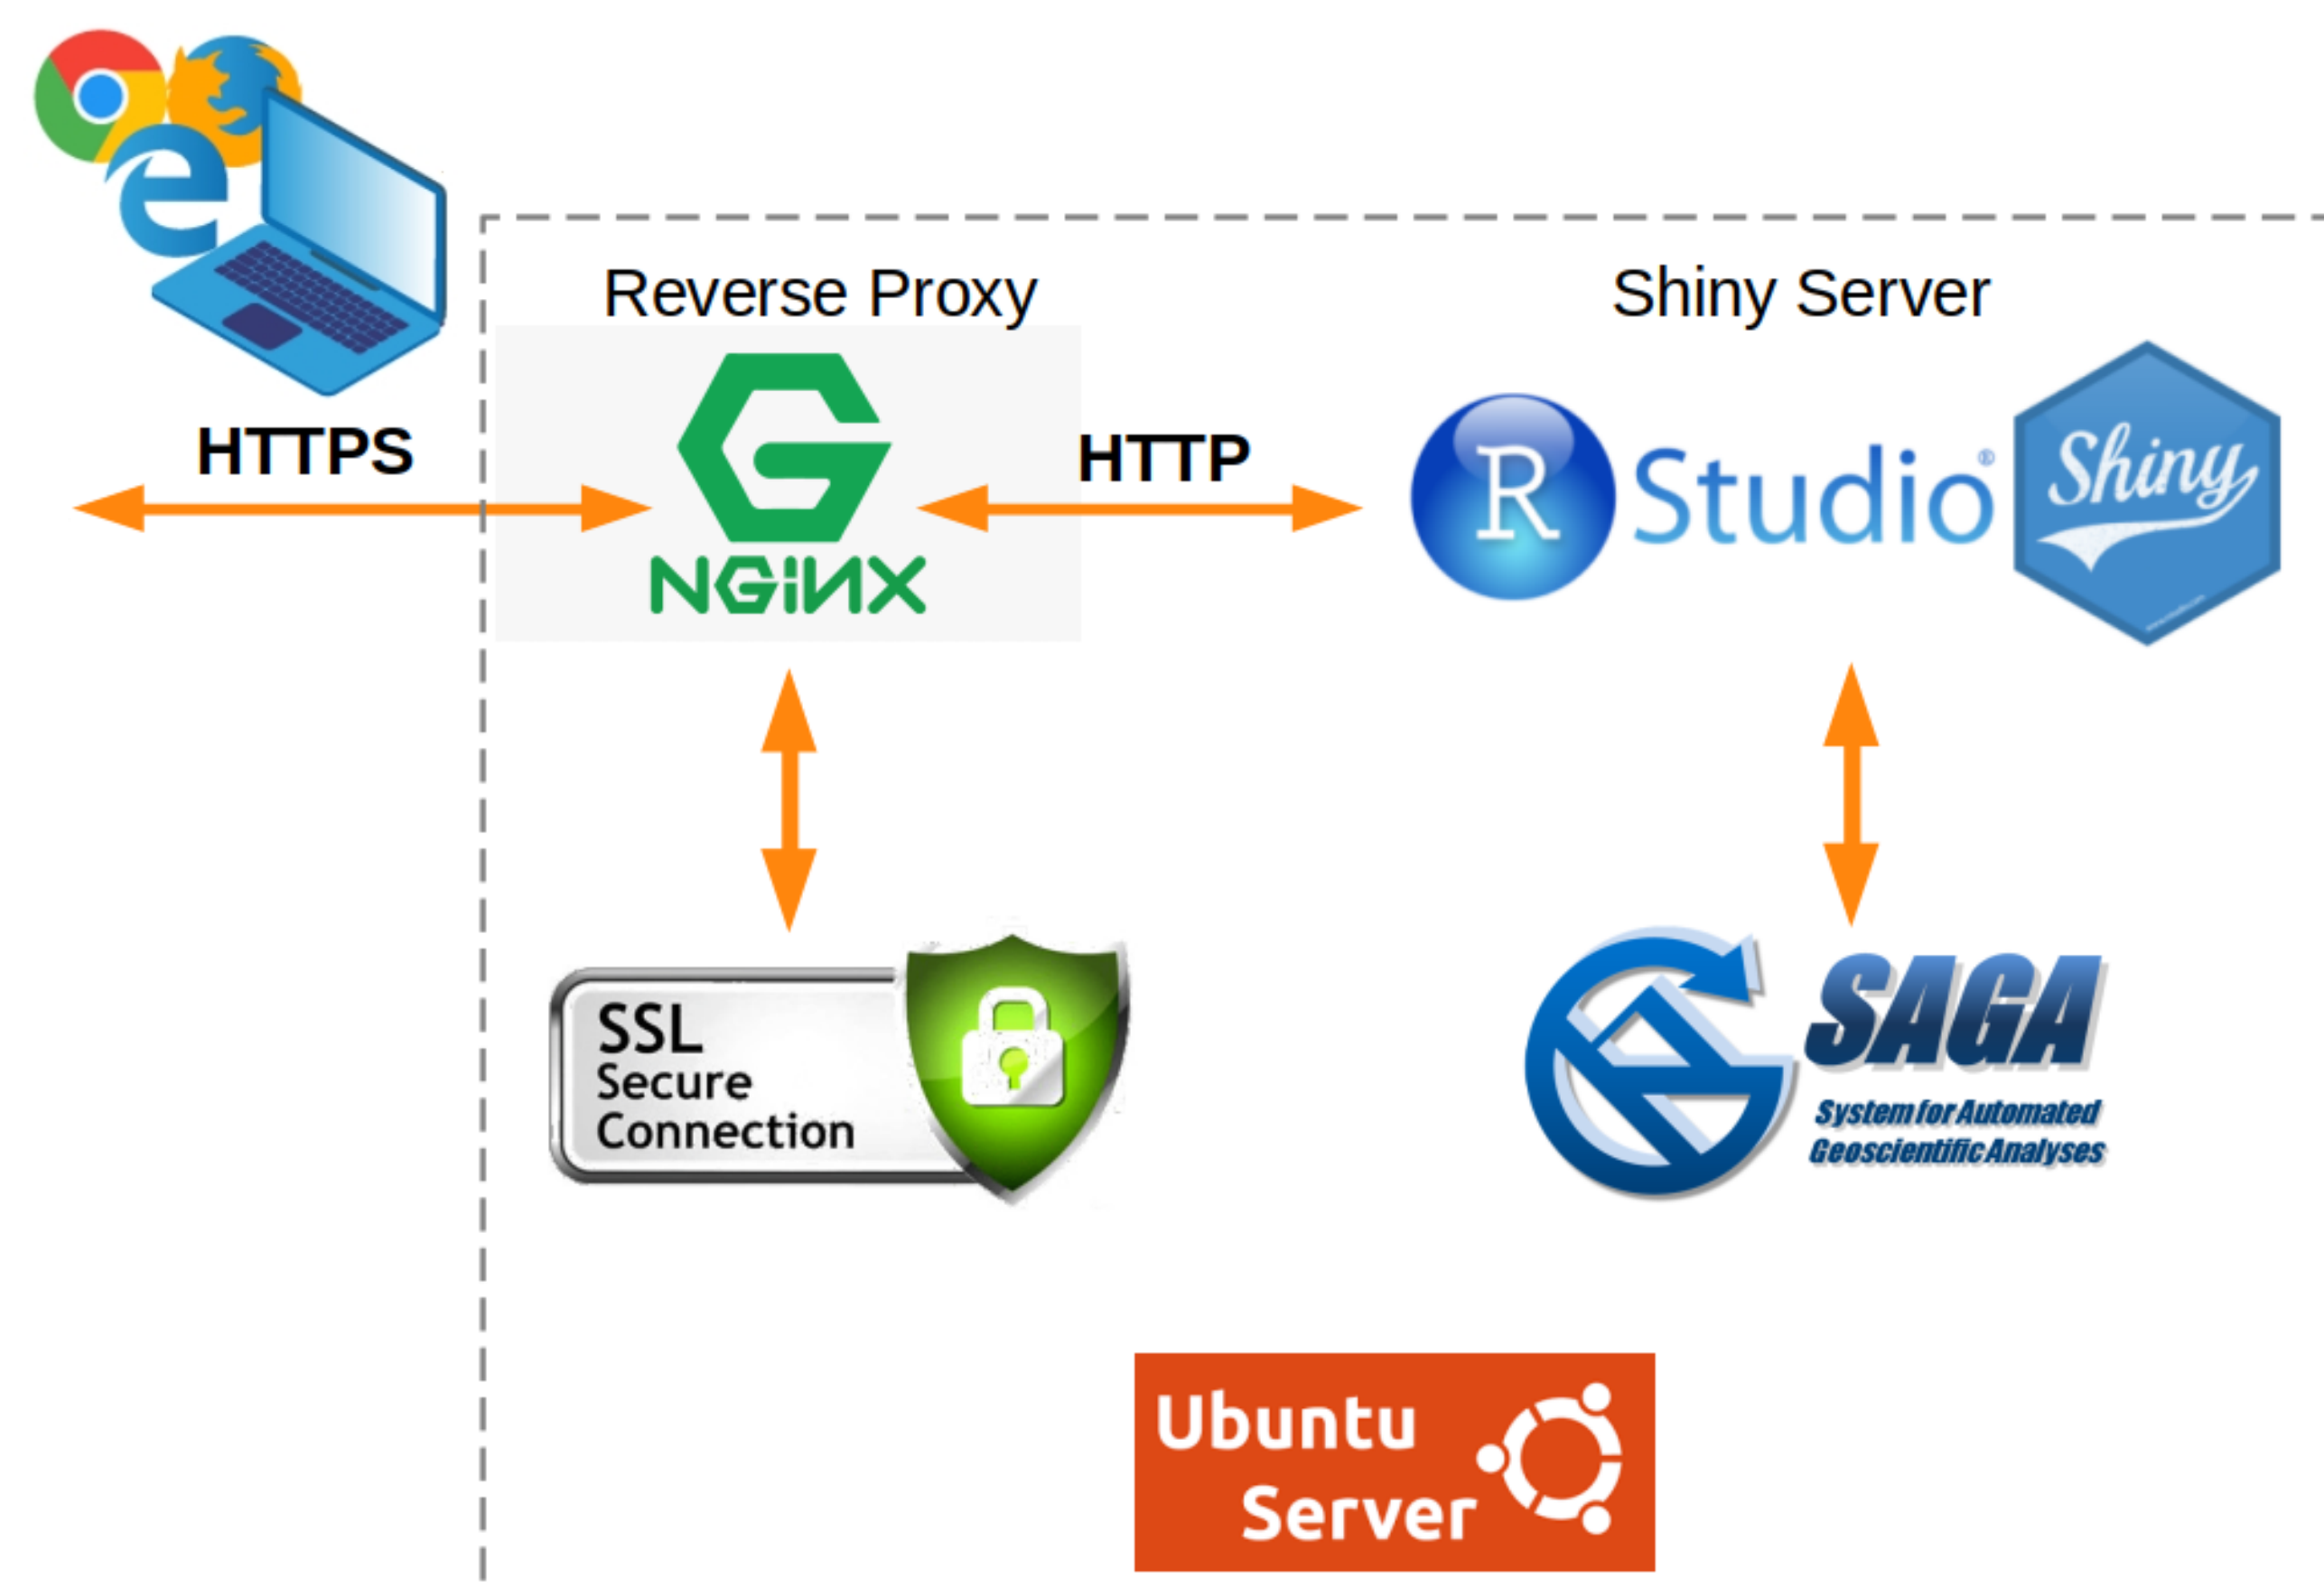 Reverse Proxy
Shiny Server
HTTPS
HTTP
NGiNX
R Studio®
Shiny
SSL
Secure
Connection
SAGA
System for Automated
Geoscientific Analyses
Ubuntu
Server